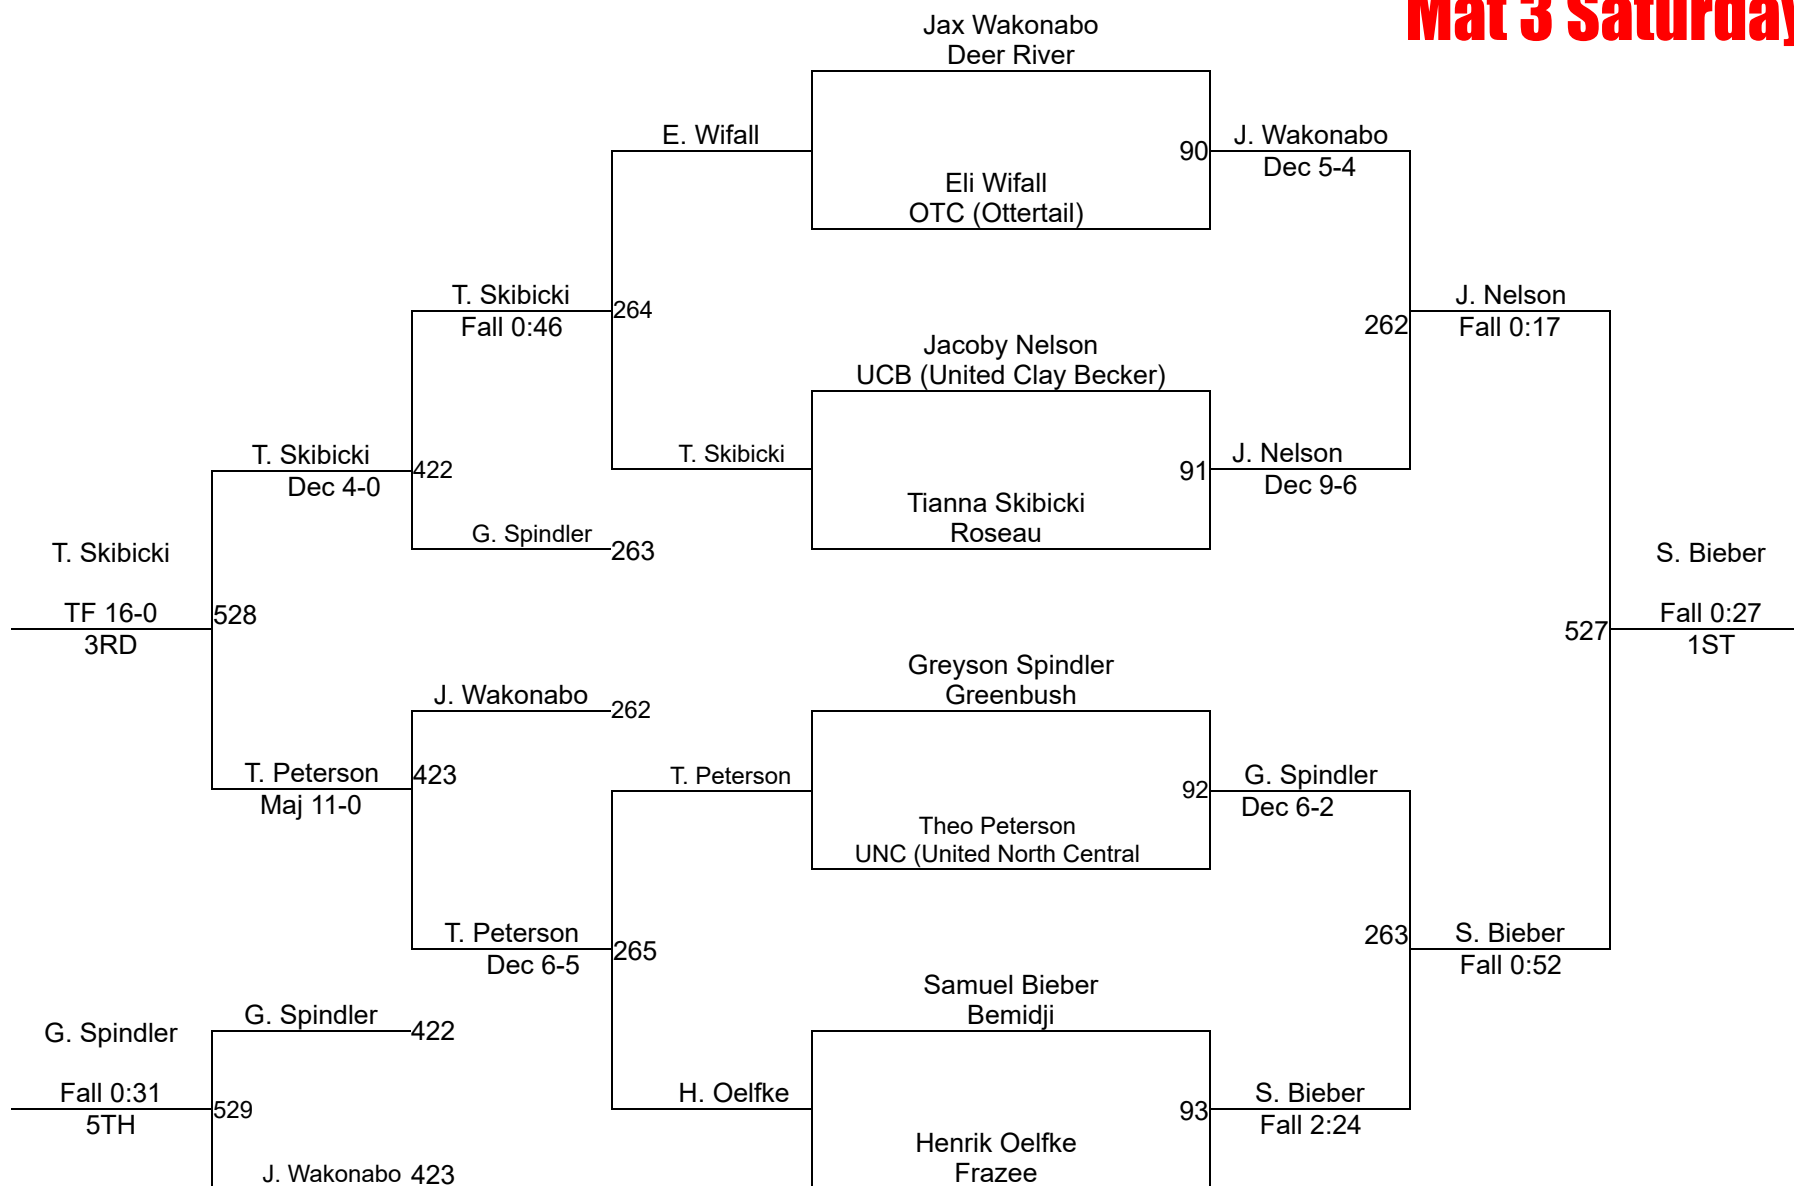 Mat 3 Saturday
Jax Wakonabo
Deer River
E. Wifall
90
J. Wakonabo
Dec 5-4
Eli Wifall
OTC (Ottertail)
T. Skibicki
Fall 0:46
264
J. Nelson
Fall 0:17
262
Jacoby Nelson
UCB (United Clay Becker)
T. Skibicki
Dec 4-0
422
T. Skibicki
91
J. Nelson
Dec 9-6
Tianna Skibicki
Roseau
G. Spindler
263
T. Skibicki
TF 16-0
3RD
528
S. Bieber
Fall 0:27
1ST
527
Greyson Spindler
Greenbush
J. Wakonabo
262
T. Peterson
Maj 11-0
423
T. Peterson
92
G. Spindler
Dec 6-2
Theo Peterson
UNC (United North Central
T. Peterson
Dec 6-5
265
263
S. Bieber
Fall 0:52
Samuel Bieber
Bemidji
G. Spindler
422
G. Spindler
Fall 0:31
5TH
529
H. Oelfke
93
S. Bieber
Fall 2:24
Henrik Oelfke
Frazee
J. Wakonabo
423